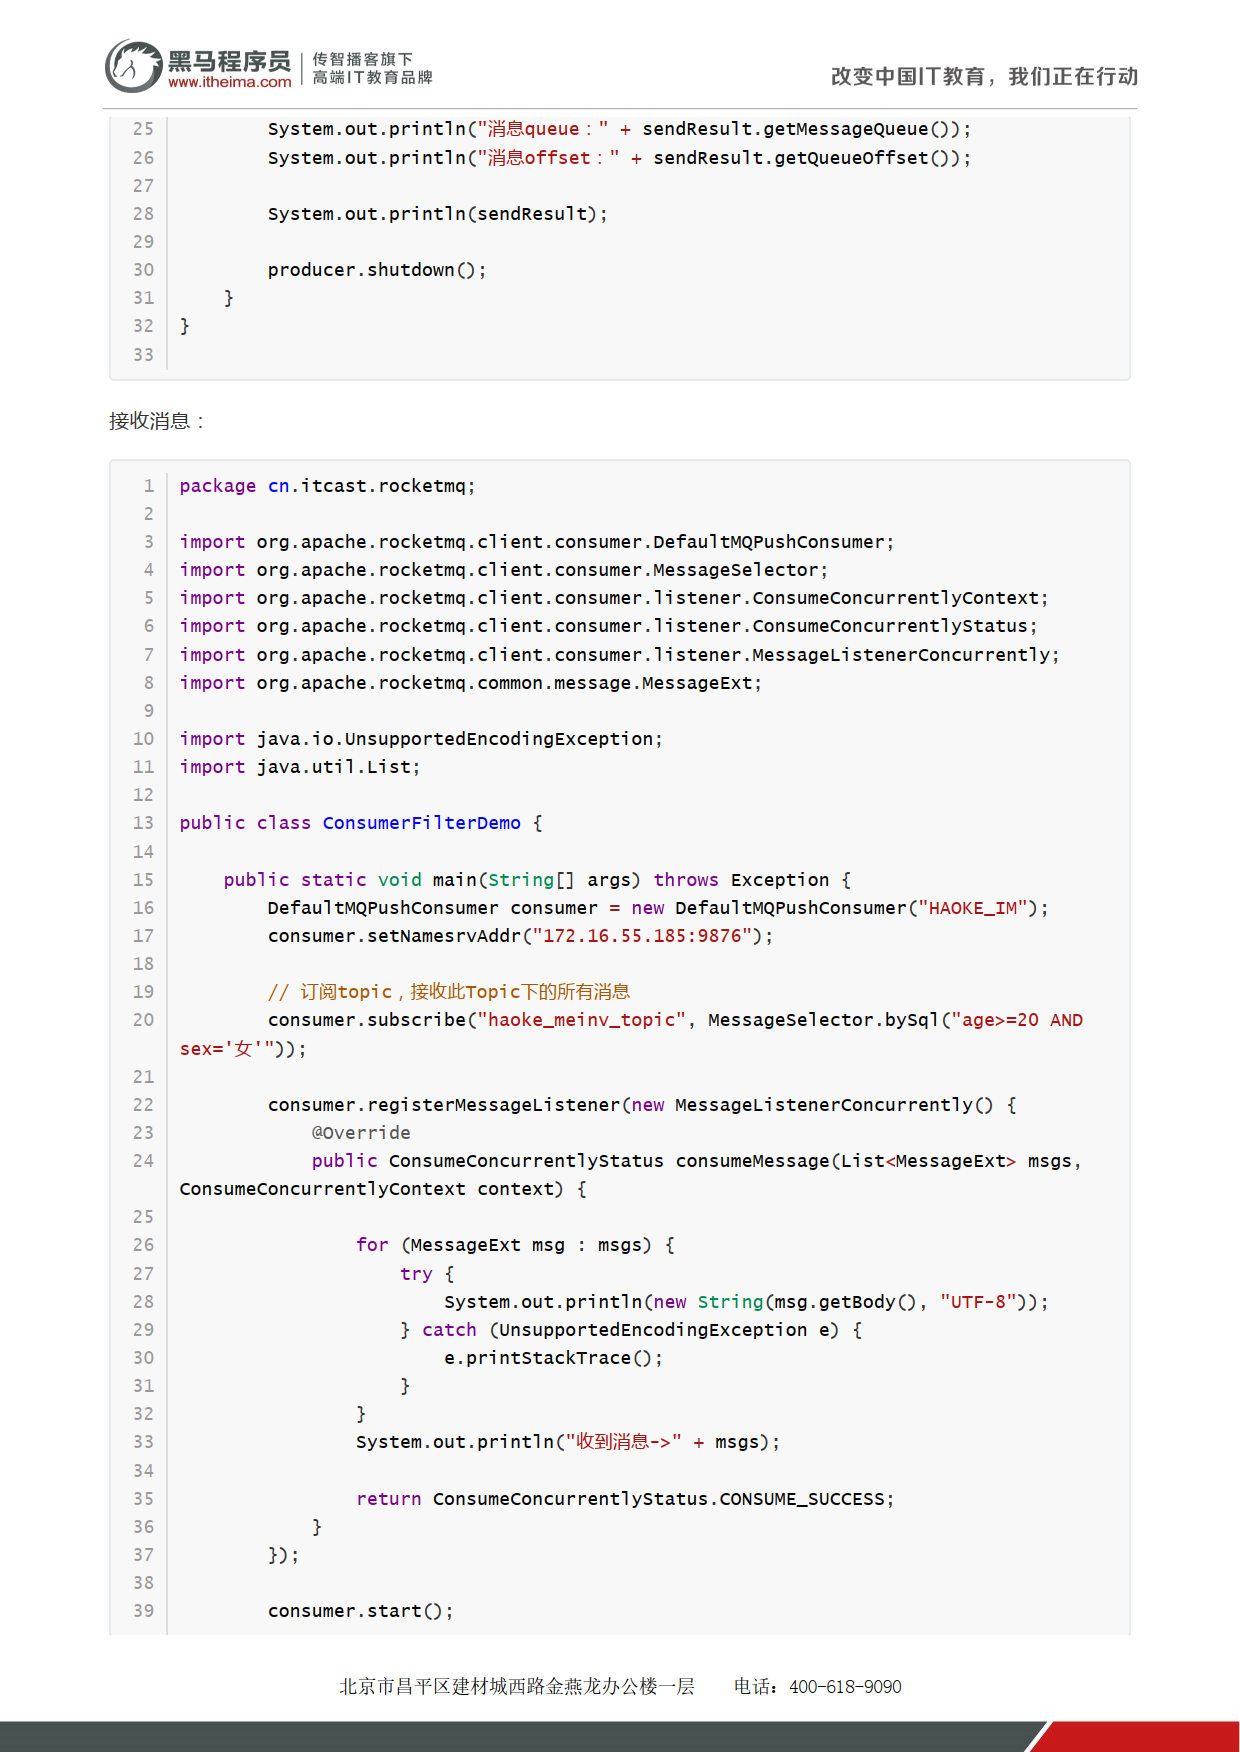 黑马程序员
www.itheima.com
传智播客旗下
高端IT教育品牌
改变中国IT教育，我们正在行动
25         System.out.println("消息queue：" + sendResult.getMessageQueue());
26         System.out.println("消息offset：" + sendResult.getQueueOffset());
27
28         System.out.println(sendResult);
29
30         producer.shutdown();
31     }
32 }
33
接收消息：
1 package cn.itcast.rocketmq;
2
3 import org.apache.rocketmq.client.consumer.DefaultMQPushConsumer;
4 import org.apache.rocketmq.client.consumer.MessageSelector;
5 import org.apache.rocketmq.client.consumer.listener.ConsumeConcurrentlyContext;
6 import org.apache.rocketmq.client.consumer.listener.ConsumeConcurrentlyStatus;
7 import org.apache.rocketmq.client.consumer.listener.MessageListenerConcurrently;
8 import org.apache.rocketmq.common.message.MessageExt;
9
10 import java.io.UnsupportedEncodingException;
11 import java.util.List;
12
13 public class ConsumerFilterDemo {
14
15     public static void main(String[] args) throws Exception {
16         DefaultMQPushConsumer consumer = new DefaultMQPushConsumer("HAOKE_IM");
17         consumer.setNamesrvAddr("172.16.55.185:9876");
18
19         // 订阅topic，接收此Topic下的所有消息
20         consumer.subscribe("haoke_meinv_topic", MessageSelector.bySql("age>=20 AND
sex='女'"));
21
22         consumer.registerMessageListener(new MessageListenerConcurrently() {
23             @Override
24             public ConsumeConcurrentlyStatus consumeMessage(List<MessageExt> msgs,
ConsumeConcurrentlyContext context) {
25
26                 for (MessageExt msg : msgs) {
27                     try {
28                         System.out.println(new String(msg.getBody(), "UTF-8"));
29                     } catch (UnsupportedEncodingException e) {
30                         e.printStackTrace();
31                     }
32                 }
33                 System.out.println("收到消息->" + msgs);
34
35                 return ConsumeConcurrentlyStatus.CONSUME_SUCCESS;
36             }
37         });
38
39         consumer.start();
北京市昌平区建材城西路金燕龙办公楼一层 电话：400-618-9090